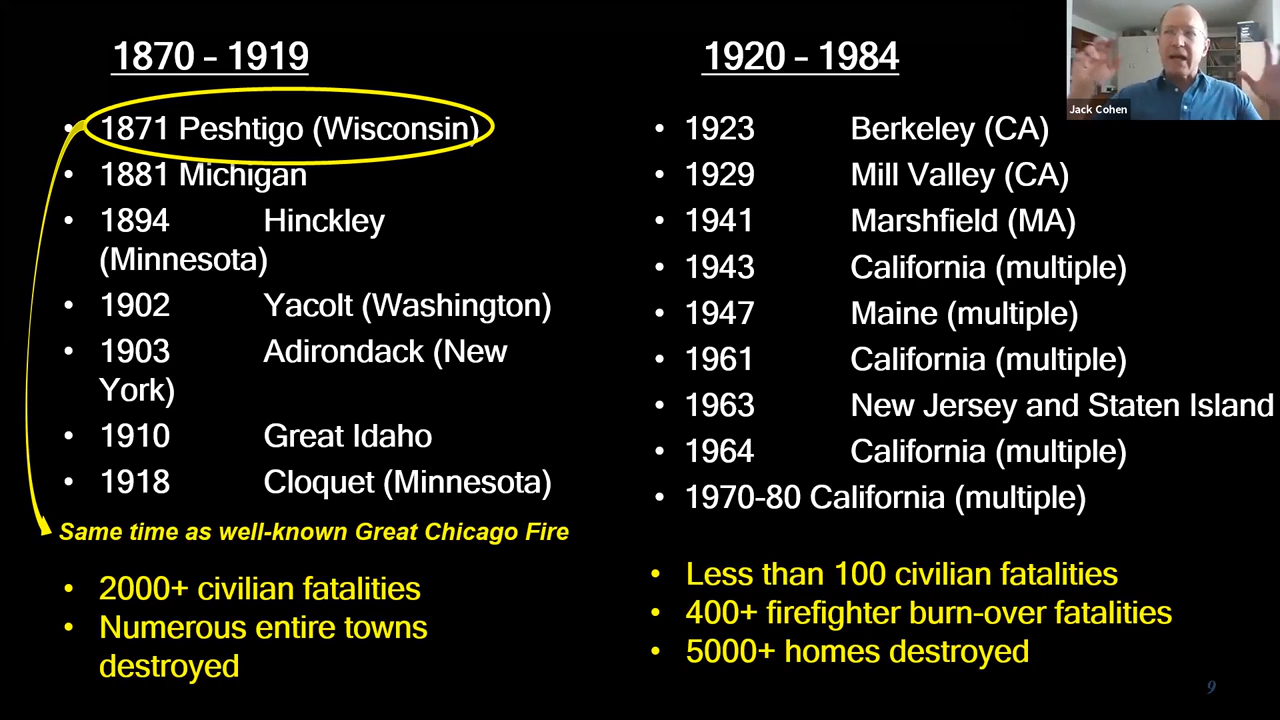 1870 - 1919
• 1871 Peshtigo (Wisconsin)
• 1881 Michigan
• 1894 Hinckley
(Minnesota)
• 1902 Yacolt (Washington)
• 1903 Adirondack (New
York)
• 1910 Great Idaho
• 1918 Cloquet (Minnesota)
Same time as well-known Great Chicago Fire
• 2000+ civilian fatalities
• Numerous entire towns
destroyed
1920 - 1984
• 1923 Berkeley (CA)
• 1929 Mill Valley (CA)
• 1941 Marshfield (MA)
• 1943 California (multiple)
• 1947 Maine (multiple)
• 1961 California (multiple)
• 1963 New Jersey and Staten Island
• 1964 California (multiple)
• 1970-80 California (multiple)
• Less than 100 civilian fatalities
• 400+ firefighter burn-over fatalities
• 5000+ homes destroyed
Jack Cohen
9